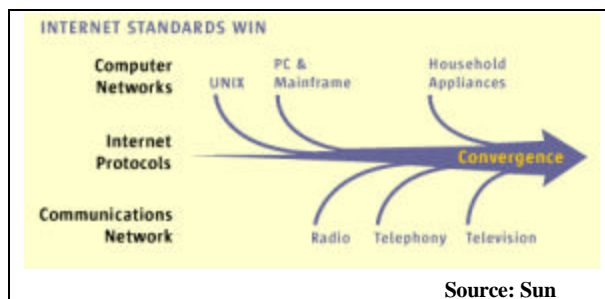 INTERNET STANDARDS WIN
Computer
Networks
UNIX
PC &
Mainframe
Household
Appliances
Internet
Protocols
Convergence
Communications
Network
Radio
Telephony
Television
Source: Sun